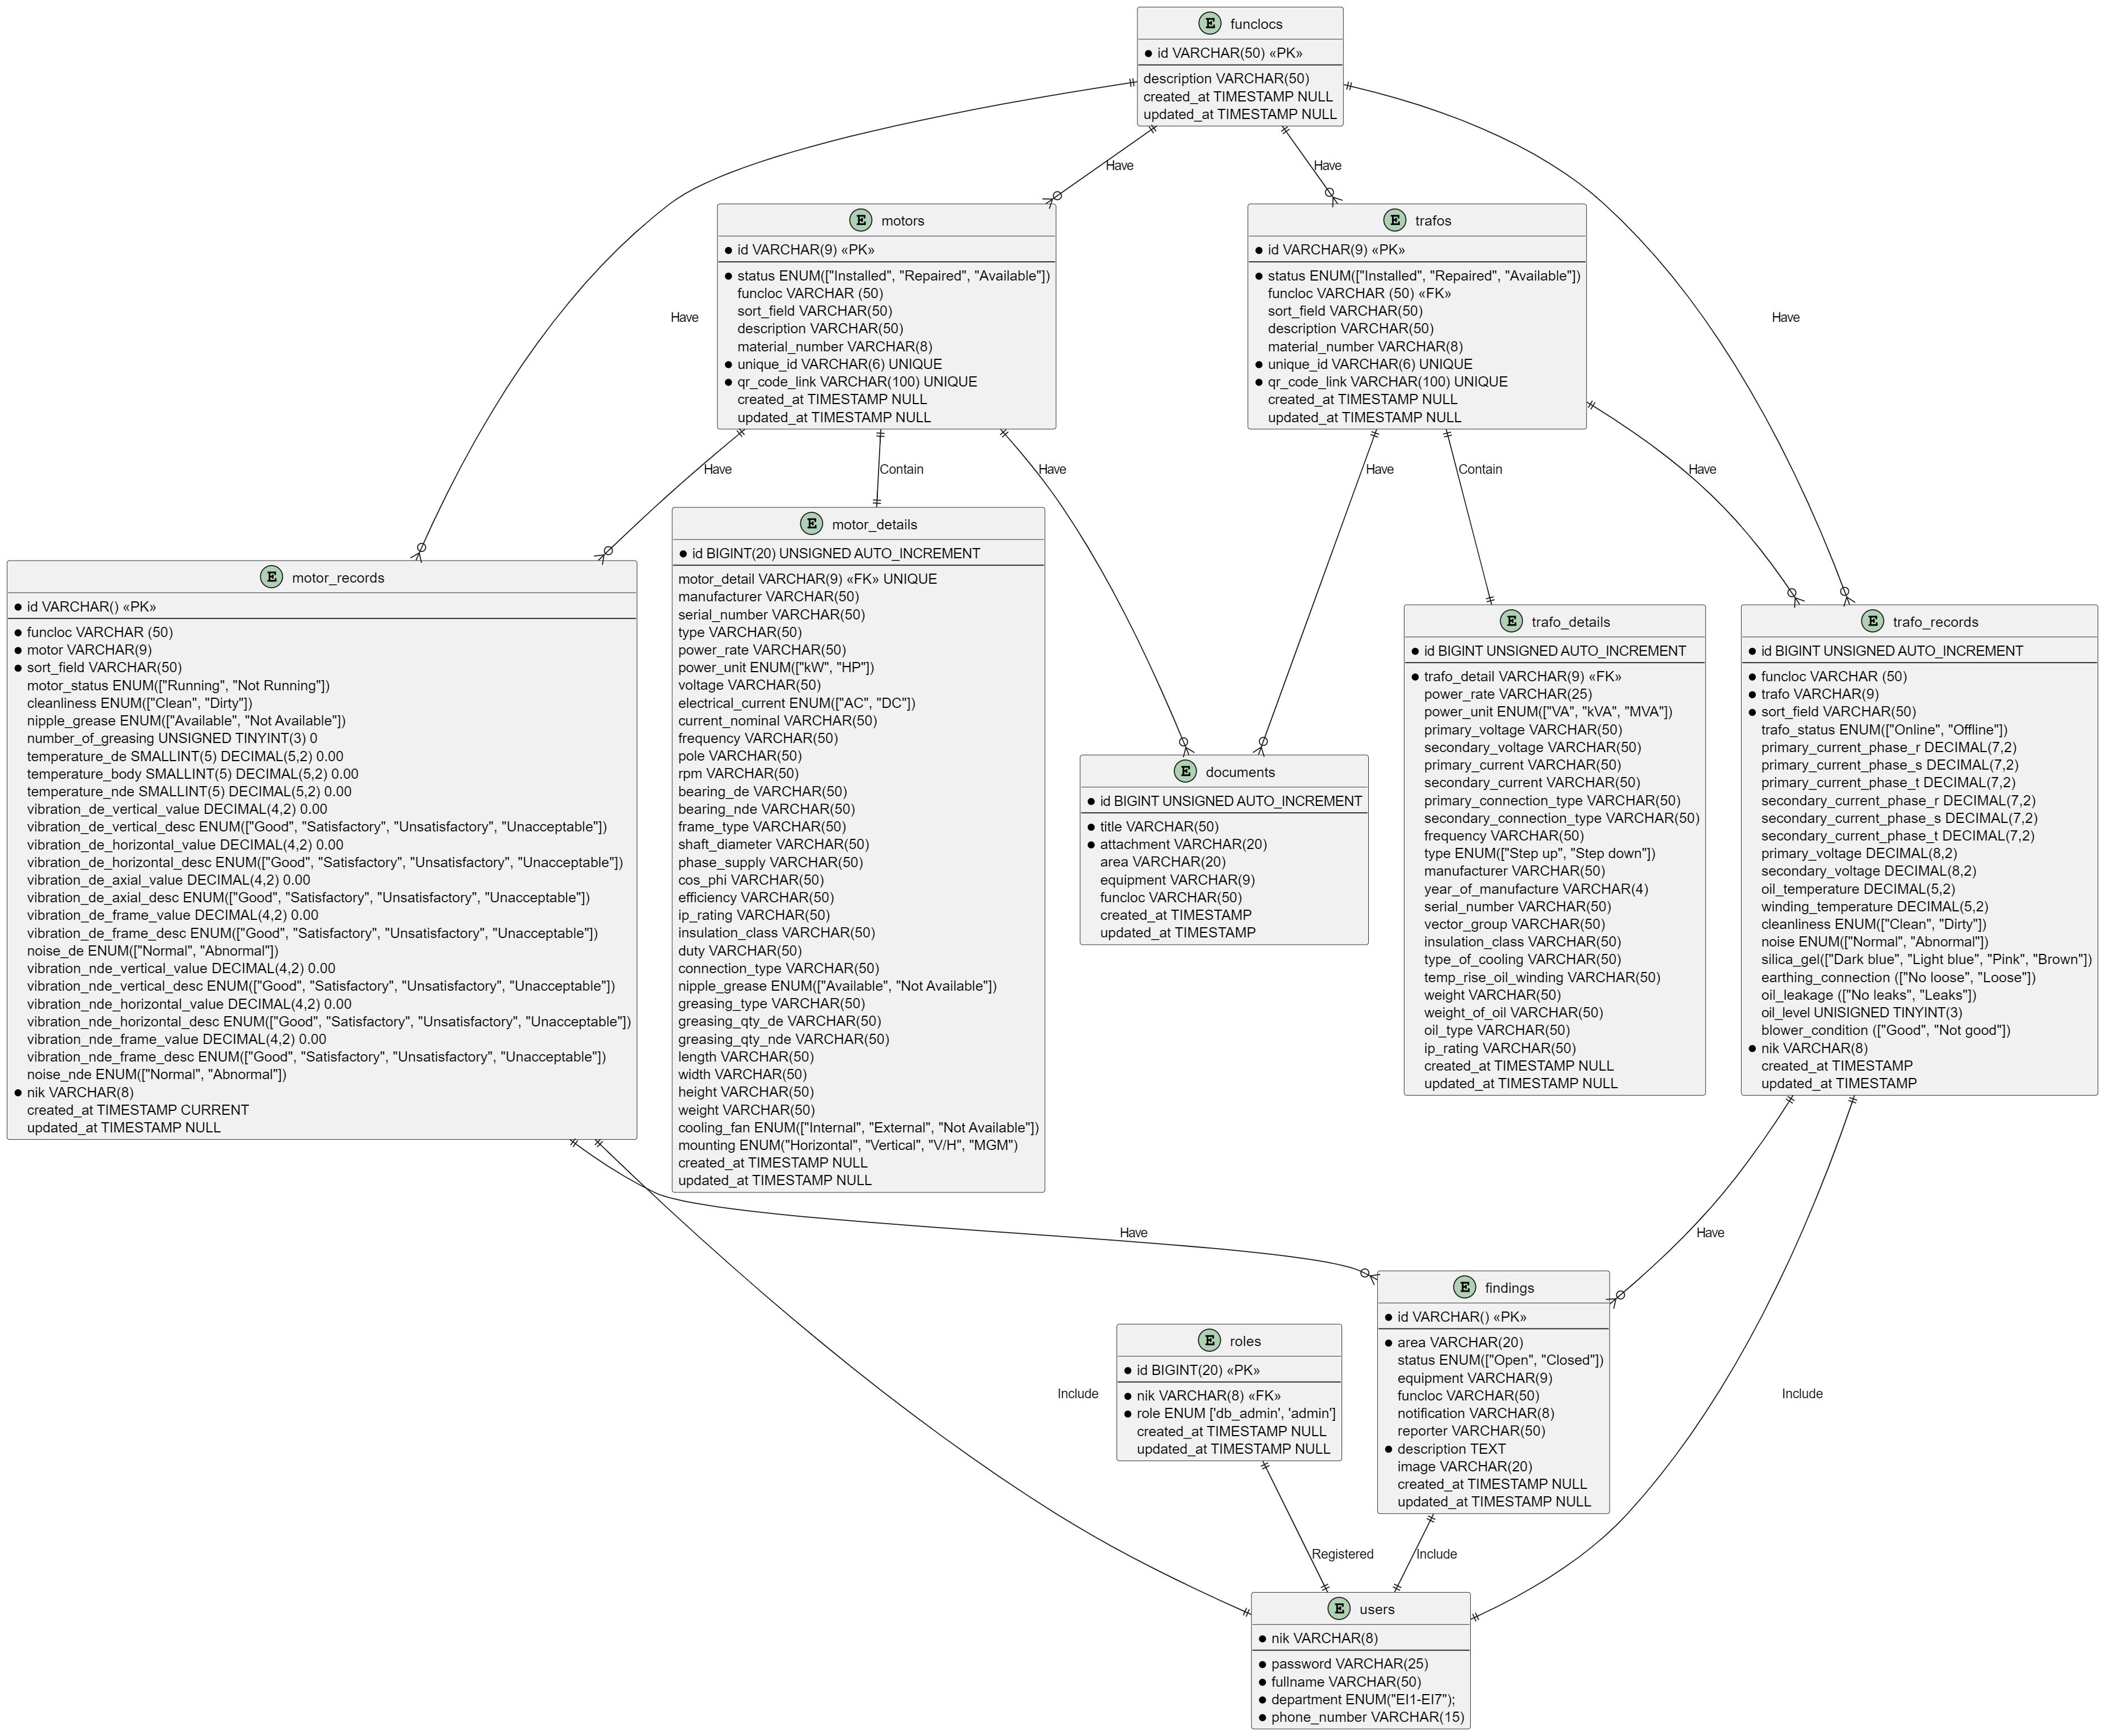 E funclocs
id VARCHAR(50) «PK»
description VARCHAR(50)
created_at TIMESTAMP NULL
updated_at TIMESTAMP NULL
Have
Have
Have
Have
E motors
id VARCHAR(9) «PK»
status ENUM(["Installed", "Repaired", "Available"])
funcloc VARCHAR (50)
sort_field VARCHAR(50)
description VARCHAR(50)
material_number VARCHAR(8)
unique_id VARCHAR(6) UNIQUE
qr_code_link VARCHAR(100) UNIQUE
created_at TIMESTAMP NULL
updated_at TIMESTAMP NULL
E trafos
id VARCHAR(9) «PK»
status ENUM(["Installed", "Repaired", "Available"])
funcloc VARCHAR (50) «FK»
sort_field VARCHAR(50)
description VARCHAR(50)
material_number VARCHAR(8)
unique_id VARCHAR(6) UNIQUE
qr_code_link VARCHAR(100) UNIQUE
created_at TIMESTAMP NULL
updated_at TIMESTAMP NULL
Have
Contain
Have
Have
Contain
Have
E motor_records
id VARCHAR() «PK»
funcloc VARCHAR (50)
motor VARCHAR(9)
sort_field VARCHAR(50)
motor_status ENUM(["Running", "Not Running"])
cleanliness ENUM(["Clean", "Dirty"])
nipple_grease ENUM(["Available", "Not Available"])
number_of_greasing UNSIGNED TINYINT(3) 0
temperature_de SMALLINT(5) DECIMAL(5,2) 0.00
temperature_body SMALLINT(5) DECIMAL(5,2) 0.00
temperature_nde SMALLINT(5) DECIMAL(5,2) 0.00
vibration_de_vertical_value DECIMAL(4,2) 0.00
vibration_de_vertical_desc ENUM(["Good", "Satisfactory", "Unsatisfactory", "Unacceptable"])
vibration_de_horizontal_value DECIMAL(4,2) 0.00
vibration_de_horizontal_desc ENUM(["Good", "Satisfactory", "Unsatisfactory", "Unacceptable"])
vibration_de_axial_value DECIMAL(4,2) 0.00
vibration_de_axial_desc ENUM(["Good", "Satisfactory", "Unsatisfactory", "Unacceptable"])
vibration_de_frame_value DECIMAL(4,2) 0.00
vibration_de_frame_desc ENUM(["Good", "Satisfactory", "Unsatisfactory", "Unacceptable"])
noise_de ENUM(["Normal", "Abnormal"])
vibration_nde_vertical_value DECIMAL(4,2) 0.00
vibration_nde_vertical_desc ENUM(["Good", "Satisfactory", "Unsatisfactory", "Unacceptable"])
vibration_nde_horizontal_value DECIMAL(4,2) 0.00
vibration_nde_horizontal_desc ENUM(["Good", "Satisfactory", "Unsatisfactory", "Unacceptable"])
vibration_nde_frame_value DECIMAL(4,2) 0.00
vibration_nde_frame_desc ENUM(["Good", "Satisfactory", "Unsatisfactory", "Unacceptable"])
noise_nde ENUM(["Normal", "Abnormal"])
nik VARCHAR(8)
created_at TIMESTAMP CURRENT
updated_at TIMESTAMP NULL
E motor_details
id BIGINT(20) UNSIGNED AUTO_INCREMENT
motor_detail VARCHAR(9) «FK» UNIQUE
manufacturer VARCHAR(50)
serial_number VARCHAR(50)
type VARCHAR(50)
power_rate VARCHAR(50)
power_unit ENUM(["kW", "HP"])
voltage VARCHAR(50)
electrical_current ENUM(["AC", "DC"])
current_nominal VARCHAR(50)
frequency VARCHAR(50)
pole VARCHAR(50)
rpm VARCHAR(50)
bearing_de VARCHAR(50)
bearing_nde VARCHAR(50)
frame_type VARCHAR(50)
shaft_diameter VARCHAR(50)
phase_supply VARCHAR(50)
cos_phi VARCHAR(50)
efficiency VARCHAR(50)
ip_rating VARCHAR(50)
insulation_class VARCHAR(50)
duty VARCHAR(50)
connection_type VARCHAR(50)
nipple_grease ENUM(["Available", "Not Available"])
greasing_type VARCHAR(50)
greasing_qty_de VARCHAR(50)
greasing_qty_nde VARCHAR(50)
length VARCHAR(50)
width VARCHAR(50)
height VARCHAR(50)
weight VARCHAR(50)
cooling_fan ENUM(["Internal", "External", "Not Available"])
mounting ENUM("Horizontal", "Vertical", "V/H", "MGM")
created_at TIMESTAMP NULL
updated_at TIMESTAMP NULL
E documents
id BIGINT UNSIGNED AUTO_INCREMENT
title VARCHAR(50)
attachment VARCHAR(20)
area VARCHAR(20)
equipment VARCHAR(9)
funcloc VARCHAR(50)
created_at TIMESTAMP
updated_at TIMESTAMP
E trafo_details
id BIGINT UNSIGNED AUTO_INCREMENT
trafo_detail VARCHAR(9) «FK»
power_rate VARCHAR(25)
power_unit ENUM(["VA", "kVA", "MVA"])
primary_voltage VARCHAR(50)
secondary_voltage VARCHAR(50)
primary_current VARCHAR(50)
secondary_current VARCHAR(50)
primary_connection_type VARCHAR(50)
secondary_connection_type VARCHAR(50)
frequency VARCHAR(50)
type ENUM(["Step up", "Step down"])
manufacturer VARCHAR(50)
year_of_manufacture VARCHAR(4)
serial_number VARCHAR(50)
vector_group VARCHAR(50)
insulation_class VARCHAR(50)
type_of_cooling VARCHAR(50)
temp_rise_oil_winding VARCHAR(50)
weight VARCHAR(50)
weight_of_oil VARCHAR(50)
oil_type VARCHAR(50)
ip_rating VARCHAR(50)
created_at TIMESTAMP NULL
updated_at TIMESTAMP NULL
E trafo_records
id BIGINT UNSIGNED AUTO_INCREMENT
funcloc VARCHAR (50)
trafo VARCHAR(9)
sort_field VARCHAR(50)
trafo_status ENUM(["Online", "Offline"])
primary_current_phase_r DECIMAL(7,2)
primary_current_phase_s DECIMAL(7,2)
primary_current_phase_t DECIMAL(7,2)
secondary_current_phase_r DECIMAL(7,2)
secondary_current_phase_s DECIMAL(7,2)
secondary_current_phase_t DECIMAL(7,2)
primary_voltage DECIMAL(8,2)
secondary_voltage DECIMAL(8,2)
oil_temperature DECIMAL(5,2)
winding_temperature DECIMAL(5,2)
cleanliness ENUM(["Clean", "Dirty"])
noise ENUM(["Normal", "Abnormal"])
silica_gel(["Dark blue", "Light blue", "Pink", "Brown"])
earthing_connection (["No loose", "Loose"])
oil_leakage (["No leaks", "Leaks"])
oil_level UNSIGNED TINYINT(3)
blower_condition (["Good", "Not good"])
nik VARCHAR(8)
created_at TIMESTAMP
updated_at TIMESTAMP
Have
Have
E findings
id VARCHAR() «PK»
area VARCHAR(20)
status ENUM(["Open", "Closed"])
equipment VARCHAR(9)
funcloc VARCHAR(50)
notification VARCHAR(8)
reporter VARCHAR(50)
description TEXT
image VARCHAR(20)
created_at TIMESTAMP NULL
updated_at TIMESTAMP NULL
E roles
id BIGINT(20) «PK»
nik VARCHAR(8) «FK»
role ENUM ['db_admin', 'admin']
created_at TIMESTAMP NULL
updated_at TIMESTAMP NULL
Include
Include
Registered
Include
E users
nik VARCHAR(8)
password VARCHAR(25)
fullname VARCHAR(50)
department ENUM("EI1-EI7");
phone_number VARCHAR(15)